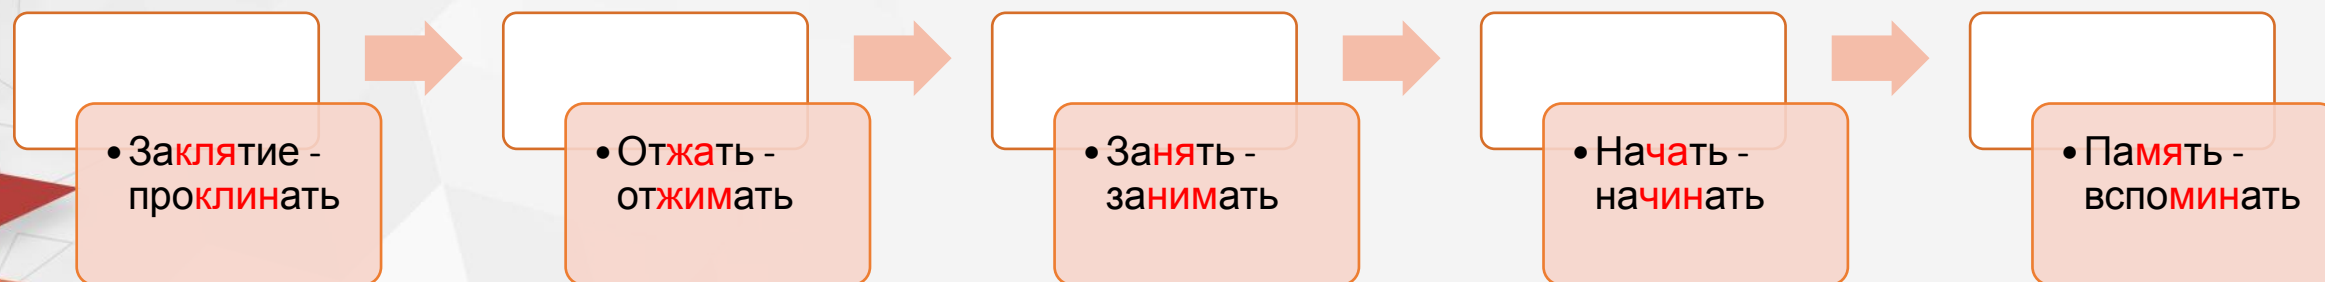 • Заклятие -
проклинать
• Отжать -
отжимать
• Занять -
занимать
• Начать -
начинать
• Память -
вспоминать